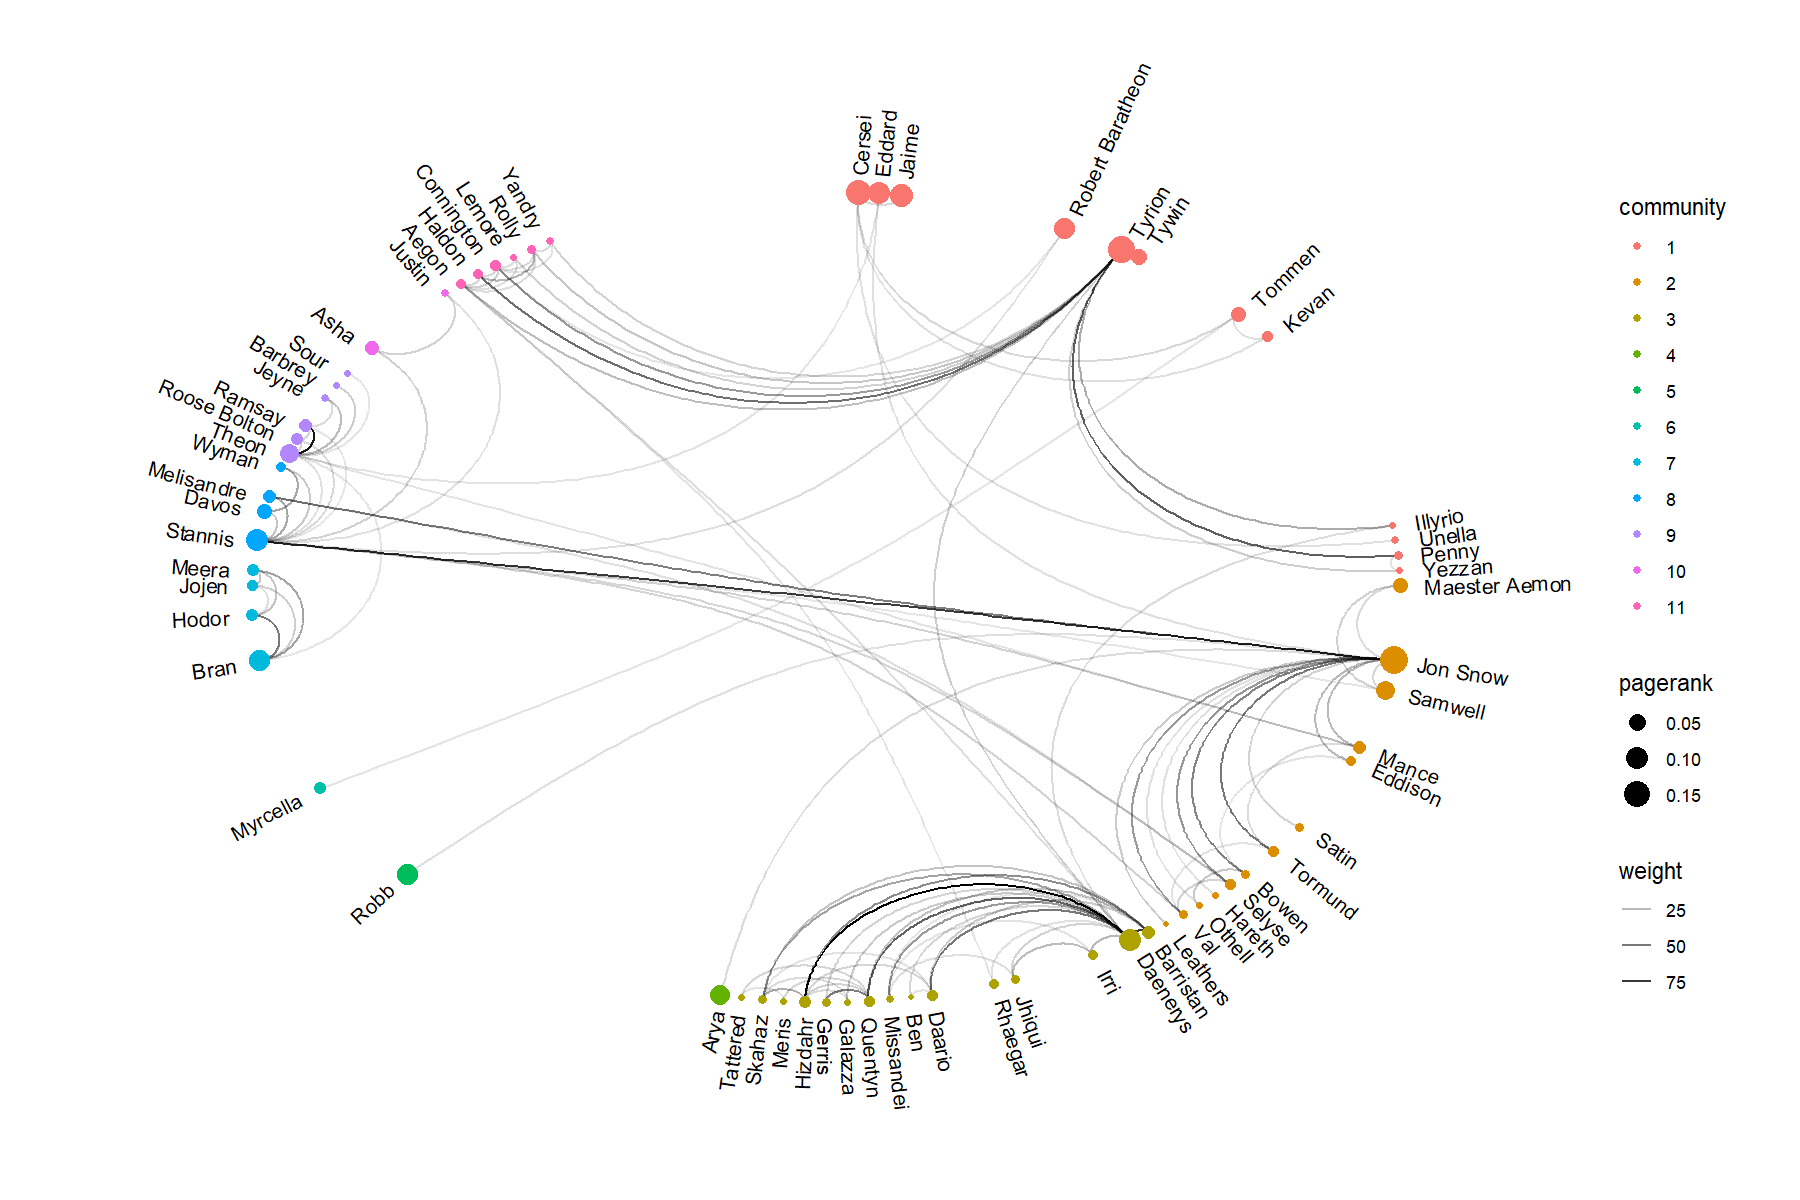 Cersei
Eddard
Jaime
Robert Baratheon
Tyrion
Tywin
Tommen
Kevan
Illyrio
Unella
Penny
Yezzan
Maester Aemon
Jon Snow
Samwell
Mance
Eddison
Satin
Tormund
Bowen
Selyse
Hareth
Othell
Val
Leathers
Barristan
Daenerys
Irri
Jhiqui
Rhaegar
Daario
Ben
Missandei
Quentyn
Galazza
Gerris
Hizdahr
Meris
Skahaz
Tattered
Arya
Robb
Myrcella
Bran
Hodor
Jojen
Meera
Stannis
Davos
Melisandre
Wyman
Theon
Roose Bolton
Ramsay
Jeyne
Barbrey
Sour
Asha
Justin
Aegon
Haldon
Connington
Lemore
Rolly
Yandry
community
1
2
3
4
5
6
7
8
9
10
11
pagerank
0.05
0.10
0.15
weight
25
50
75